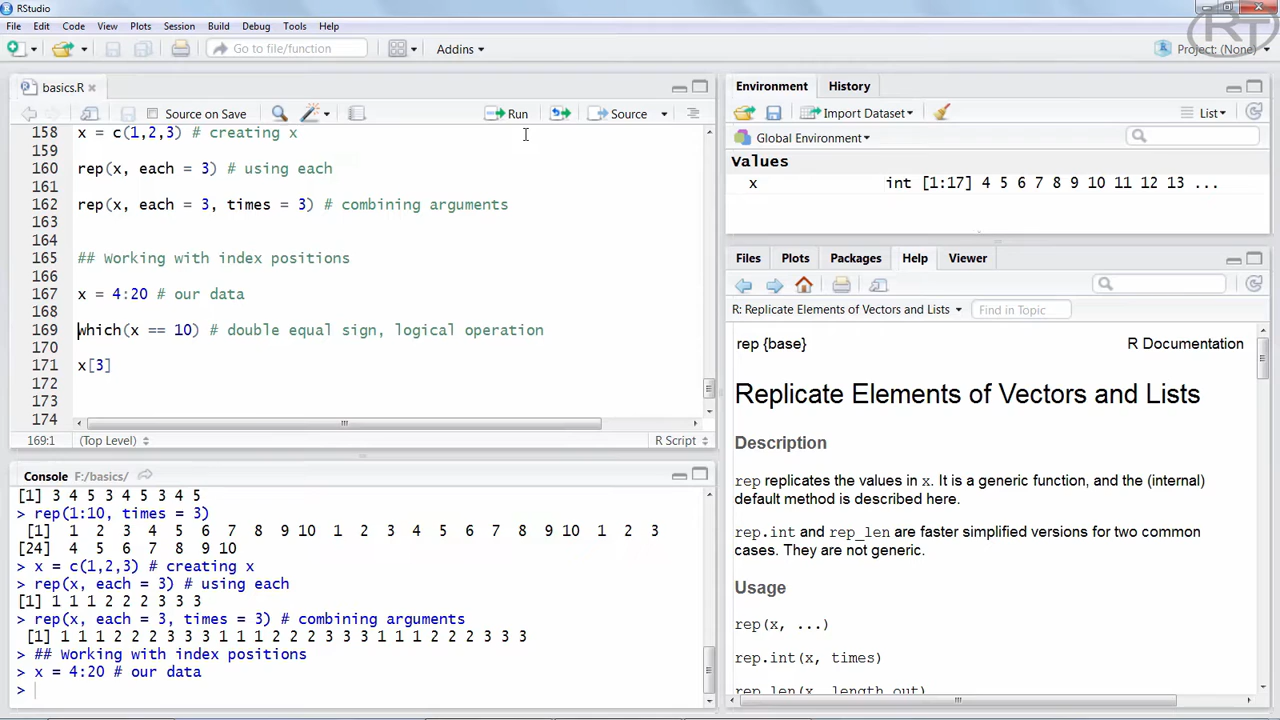 RStudio
File Edit Code View Plots Session Build Debug Tools Help
Go to file/function Addins Project: (None)
RT
basics.R
Source on Save Run Source
158 x = c(1,2,3) # creating x
159
160 rep(x, each = 3) # using each
161
162 rep(x, each = 3, times = 3) # combining arguments
163
164
165 ## Working with index positions
166
167 x = 4:20 # our data
168
169 which(x == 10) # double equal sign, logical operation
170
171 x[3]
172
173
174
169:1 (Top Level) R Script
Console F:/basics/
[1] 3 4 5 3 4 5 3 4 5
> rep(1:10, times = 3)
[1] 1 2 3 4 5 6 7 8 9 10 1 2 3 4 5 6 7 8 9 10 1 2 3
[24] 4 5 6 7 8 9 10
> x = c(1,2,3) # creating x
> rep(x, each = 3) # using each
[1] 1 1 1 2 2 2 3 3 3
> rep(x, each = 3, times = 3) # combining arguments
[1] 1 1 1 2 2 2 3 3 3 1 1 1 2 2 2 3 3 3 1 1 1 2 2 2 3 3 3
> ## Working with index positions
> x = 4:20 # our data
>
Environment History
Import Dataset List
Global Environment
Values
x int [1:17] 4 5 6 7 8 9 10 11 12 13 ...
Files Plots Packages Help Viewer
R: Replicate Elements of Vectors and Lists Find in Topic
rep {base} R Documentation
Replicate Elements of Vectors and Lists
Description
rep replicates the values in x. It is a generic function, and the (internal)
default method is described here.
rep.int and rep_len are faster simplified versions for two common
cases. They are not generic.
Usage
rep(x, ...)
rep.int(x, times)
rep_len(x, length.out)